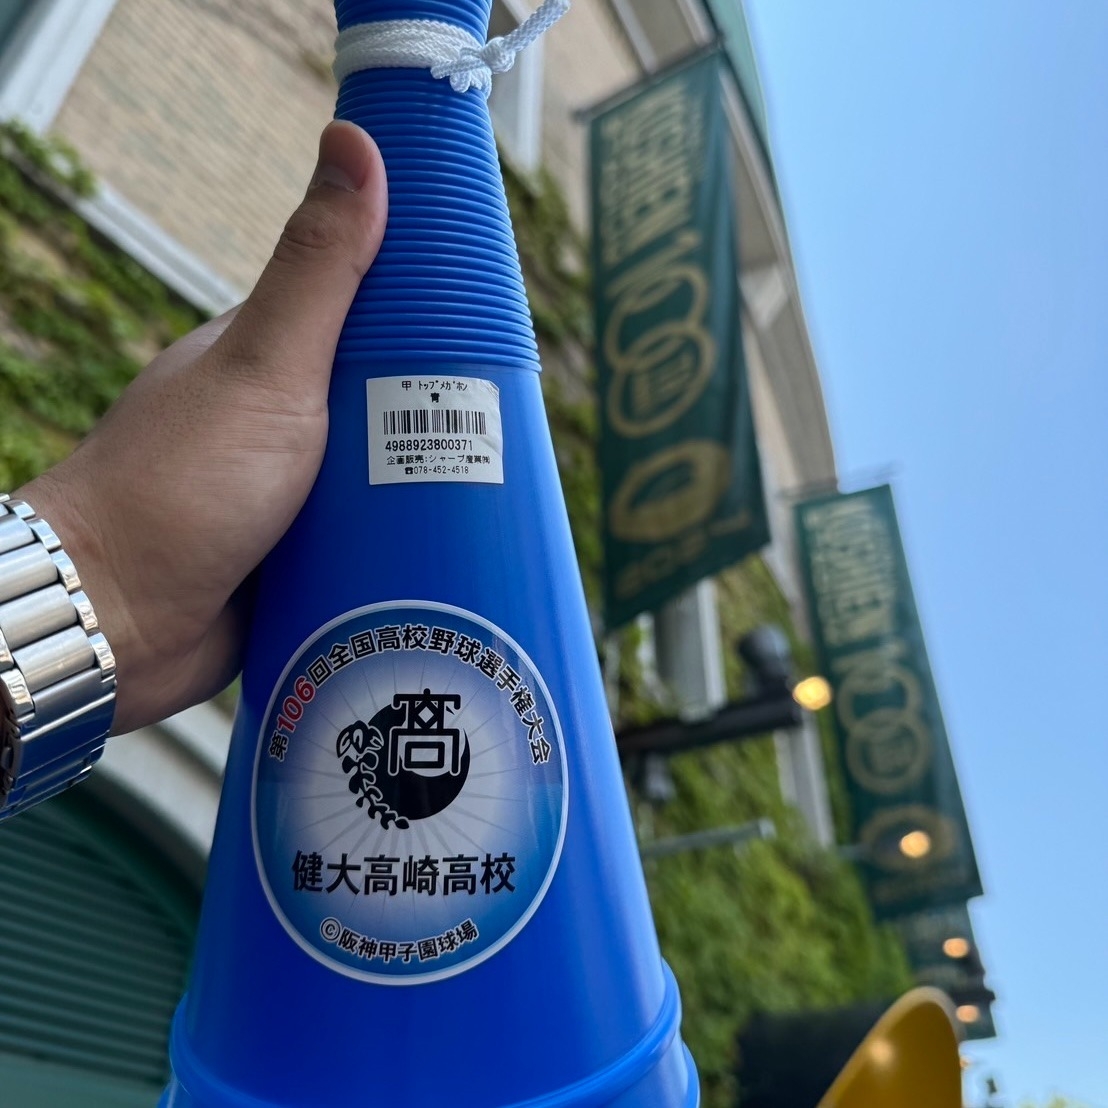 甲 トップメガホン
青
4988923800371
企画販売:シャープ産業㈱
☎078-452-4518
第106回全国高校野球選手権大会
髙
健大高崎高校
©阪神甲子園球場
KOSHIEN
KOSHIEN